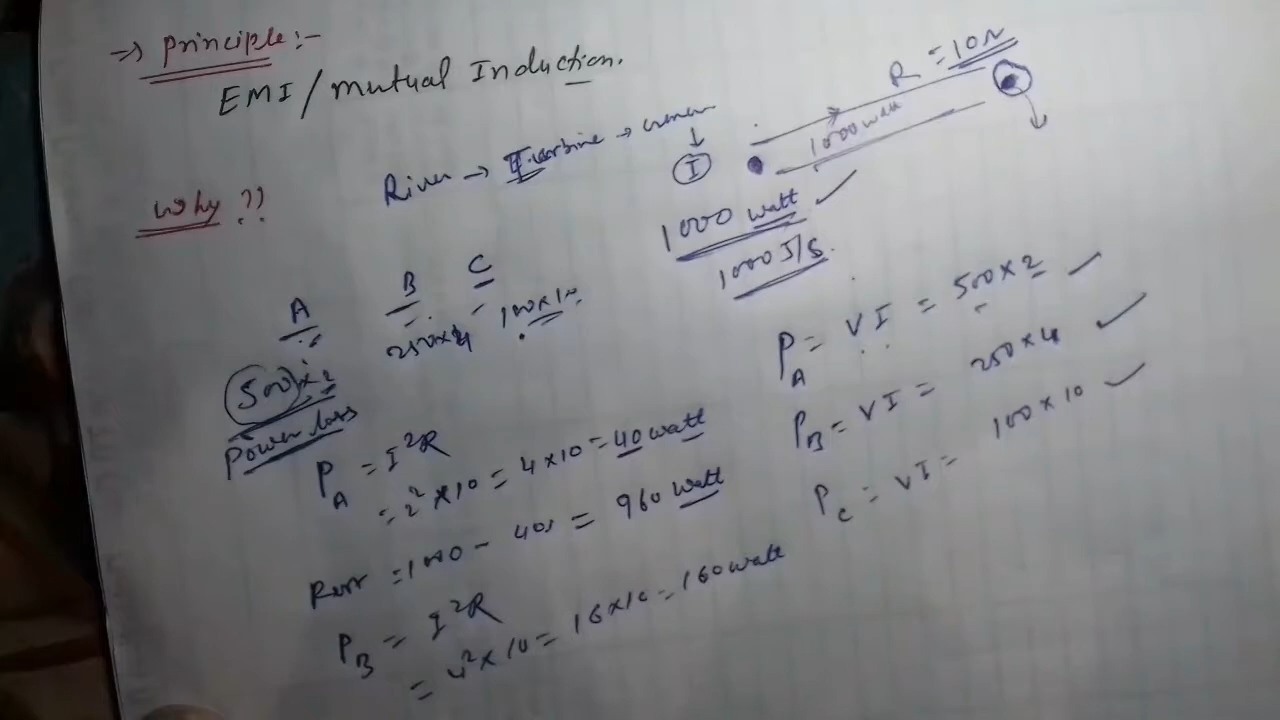 → Principle:-
EMI / mutual Induction.
R = 10Ω
1000 watt
River → Turbine →
I
Why ??
1000 watt ✓
1000 J/s.
A B C
500×2 250×4 100×10
Power loss
P_A = VI = 500×2 ✓
P_B = VI = 250×4 ✓
P_C = VI = 100×10 ✓
P_A = I²R
= 2² × 10 = 4×10 = 40 watt
= 1000 - 40 = 960 watt
P_B = I²R
= 4² × 10 = 16×10 = 160 watt